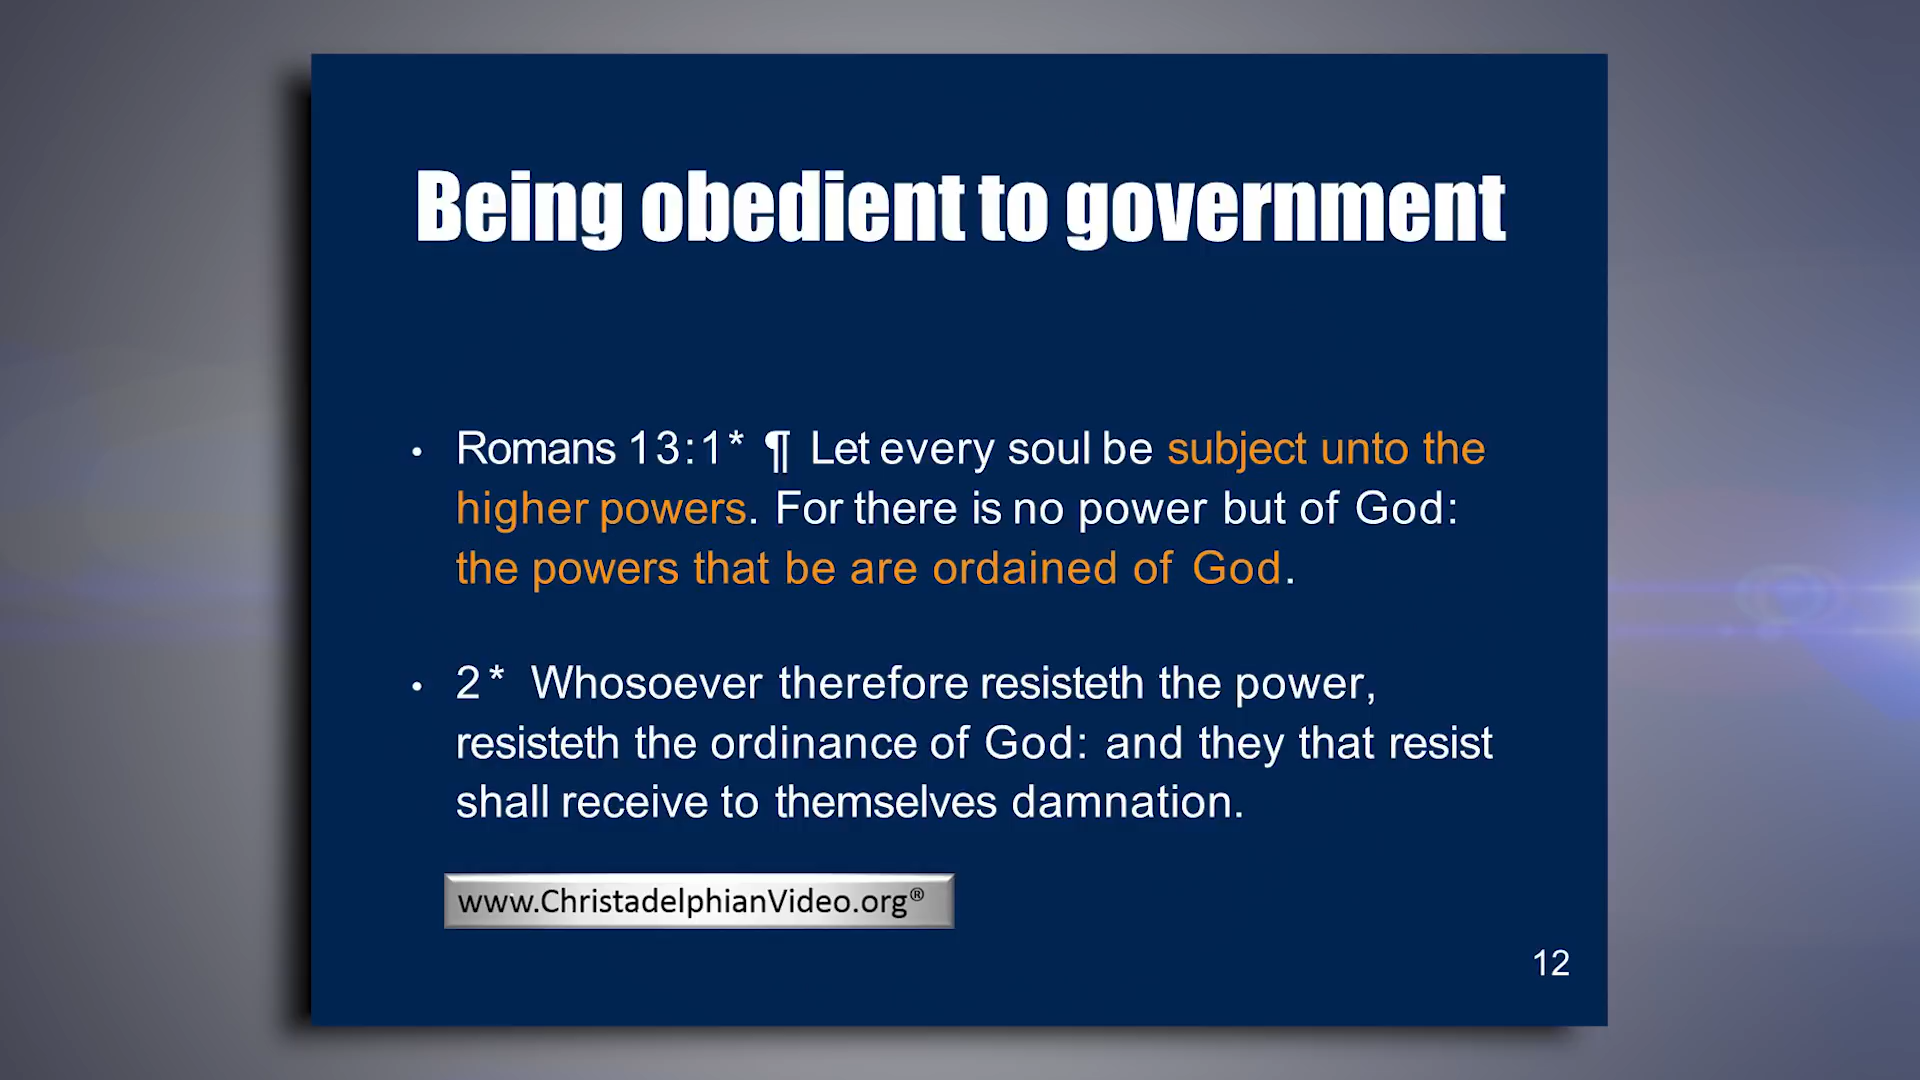 Being obedient to government
• Romans 13:1* ¶ Let every soul be subject unto the
higher powers. For there is no power but of God:
the powers that be are ordained of God.
• 2* Whosoever therefore resisteth the power,
resisteth the ordinance of God: and they that resist
shall receive to themselves damnation.
www.ChristadelphianVideo.org®
12